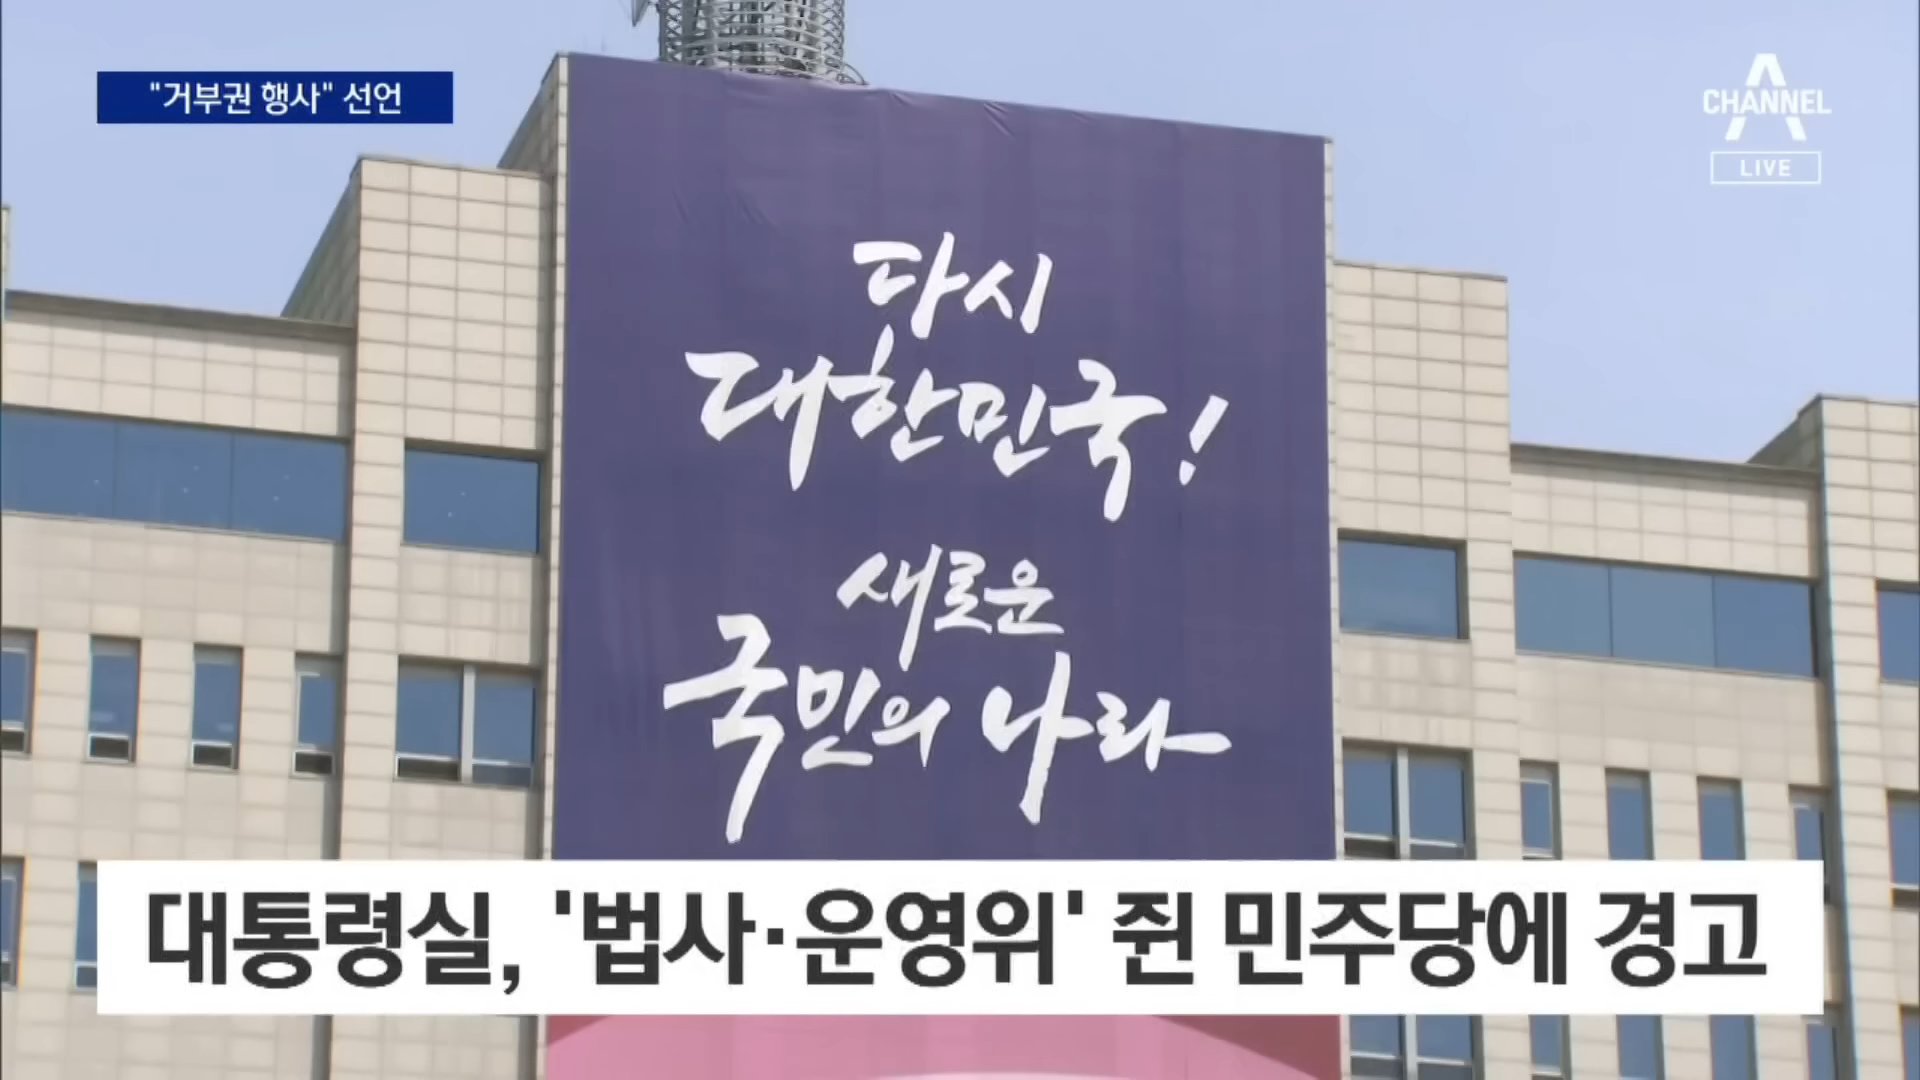 "거부권 행사" 선언
CHANNEL A
LIVE
다시
대한민국!
새로운
국민의 나라
대통령실, '법사·운영위' 쥔 민주당에 경고